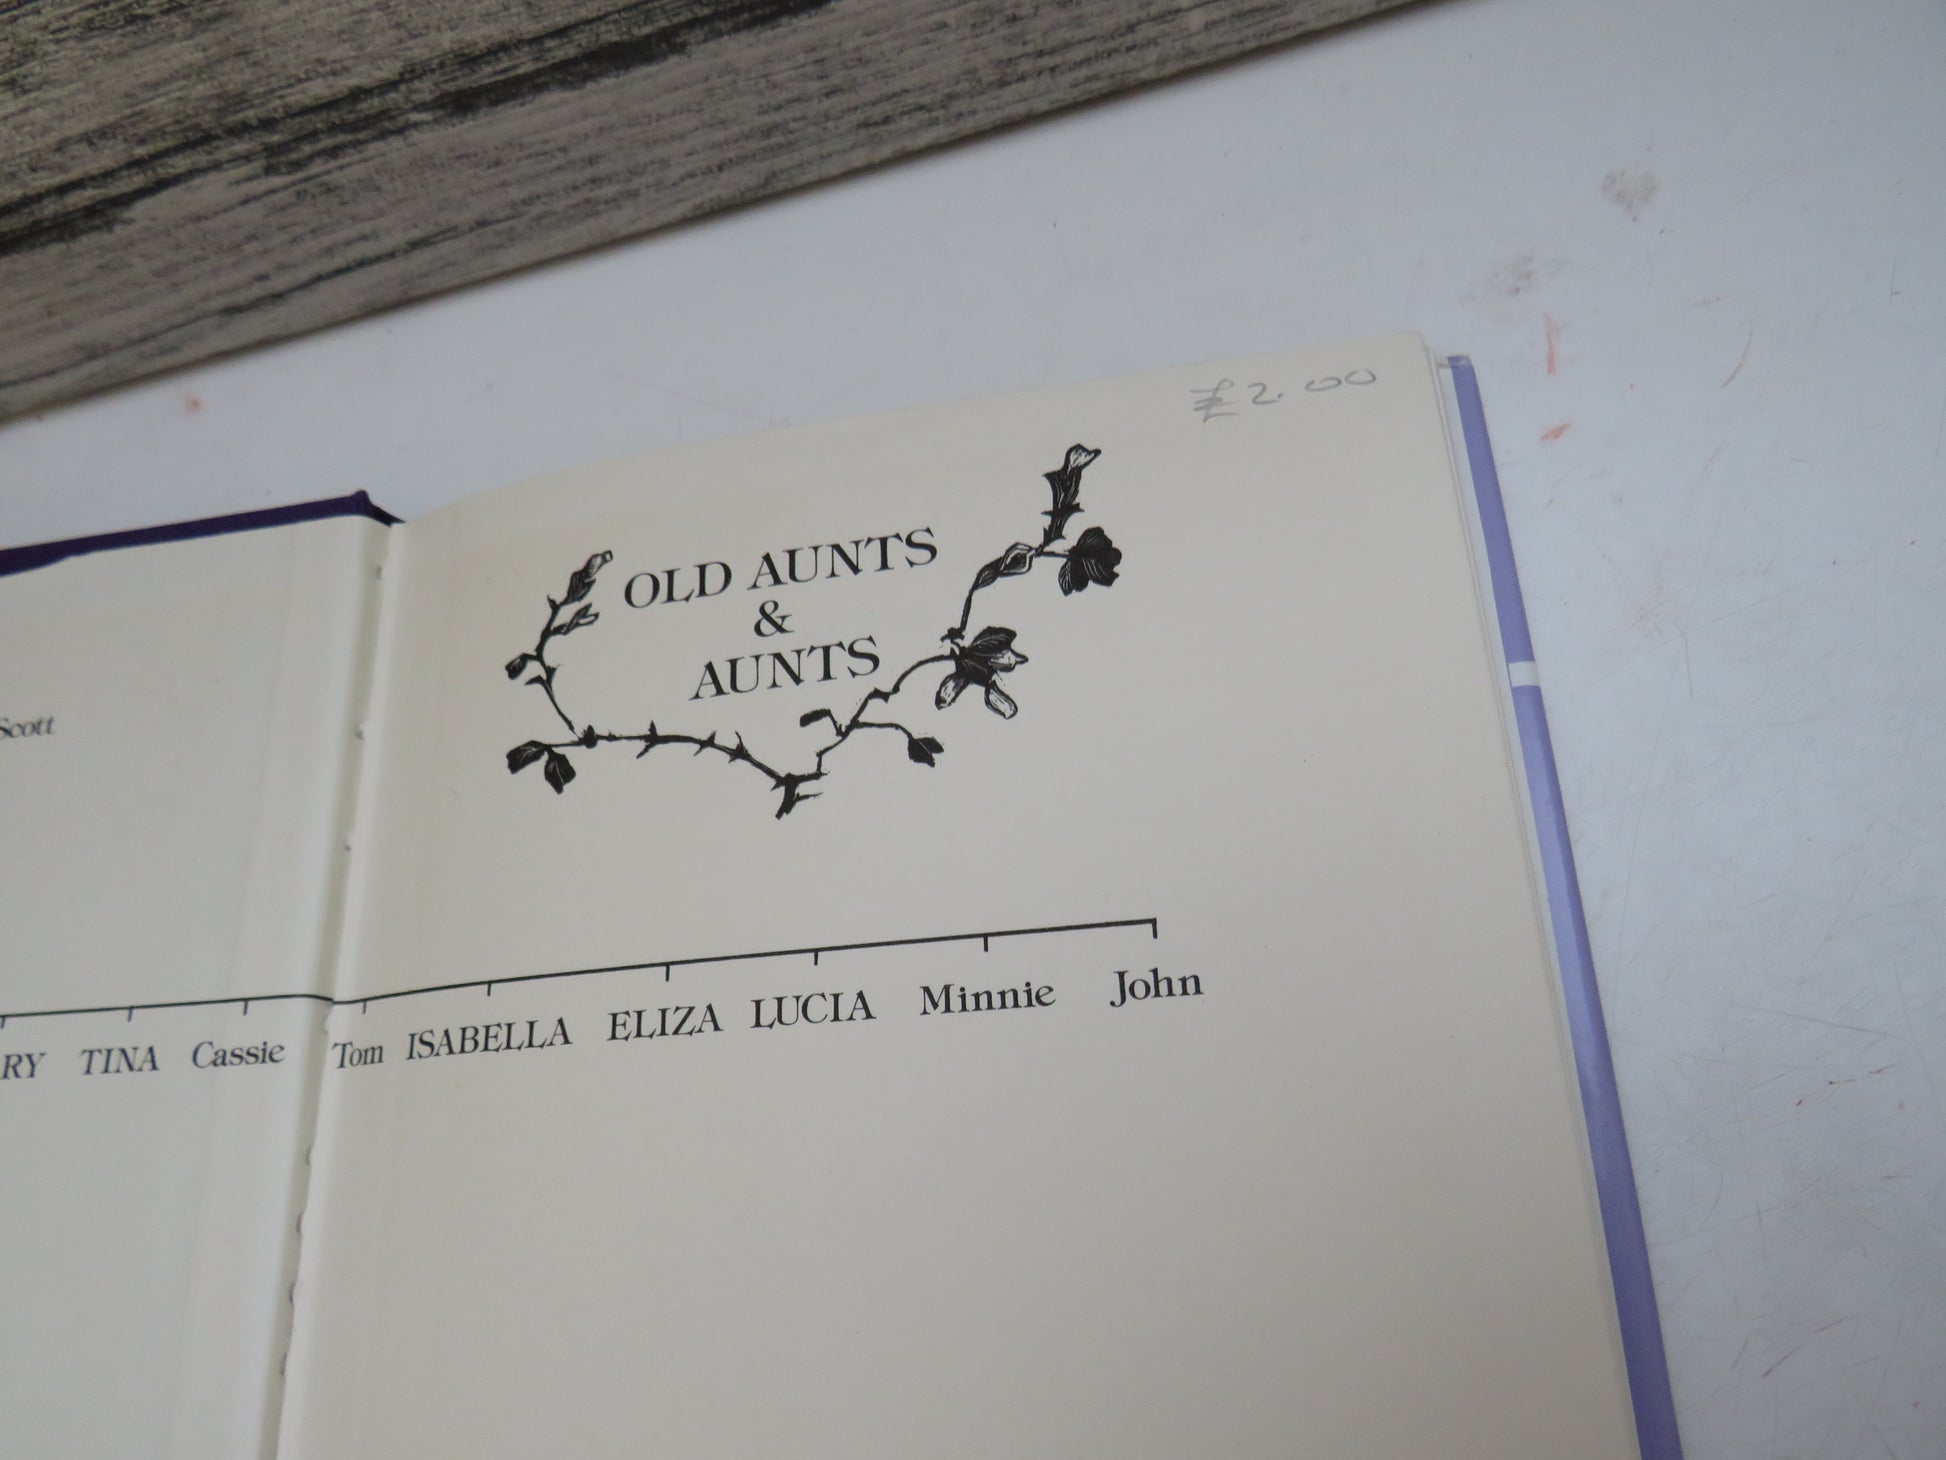 £2.00
OLD AUNTS
&
AUNTS
Scott
RY TINA Cassie Tom ISABELLA ELIZA LUCIA Minnie John